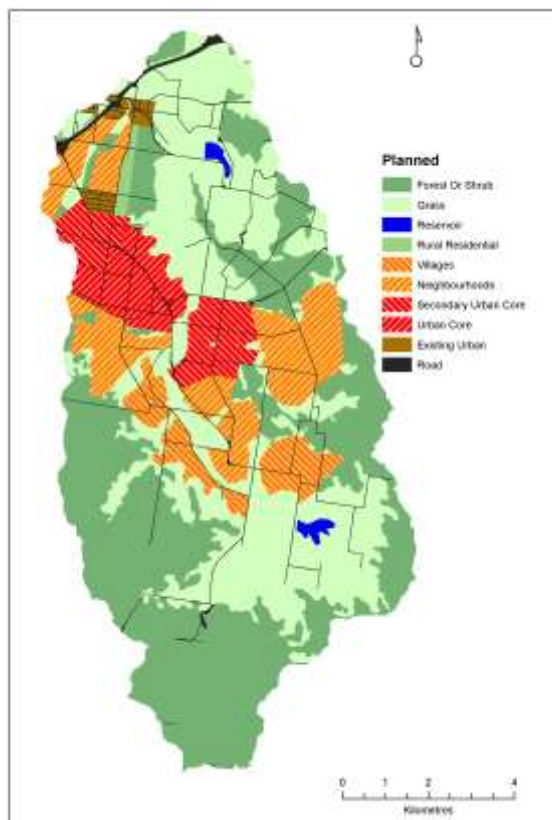 Planned
Forest Or Shrub
Grass
Reservoir
Rural Residential
Villages
Neighbourhoods
Secondary Urban Core
Urban Core
Existing Urban
Road
0 1 2 4
Kilometres